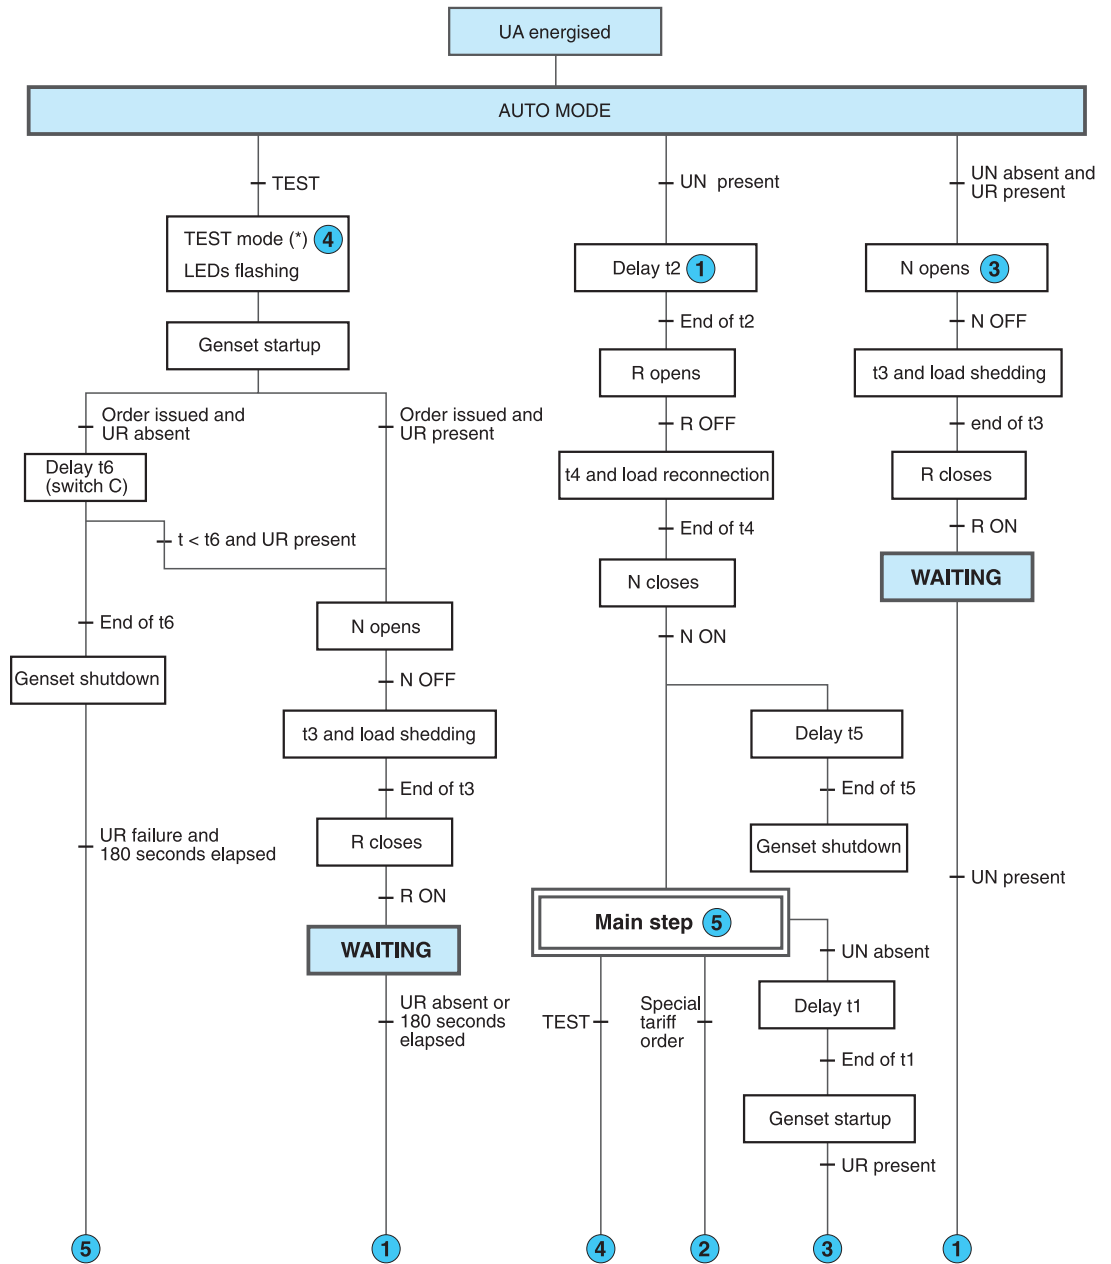 UA energised
AUTO MODE
TEST
TEST mode (*) 4
LEDs flashing
Genset startup
Order issued and
UR absent
Order issued and
UR present
Delay t6
(switch C)
t < t6 and UR present
End of t6
Genset shutdown
UR failure and
180 seconds elapsed
5
N opens
N OFF
t3 and load shedding
End of t3
R closes
R ON
WAITING
UR absent or
180 seconds
elapsed
1
UN present
Delay t2 1
End of t2
R opens
R OFF
t4 and load reconnection
End of t4
N closes
N ON
Delay t5
End of t5
Genset shutdown
Main step 5
TEST
4
Special
tariff
order
2
UN absent
Delay t1
End of t1
Genset startup
UR present
3
UN absent and
UR present
N opens 3
N OFF
t3 and load shedding
end of t3
R closes
R ON
WAITING
UN present
1